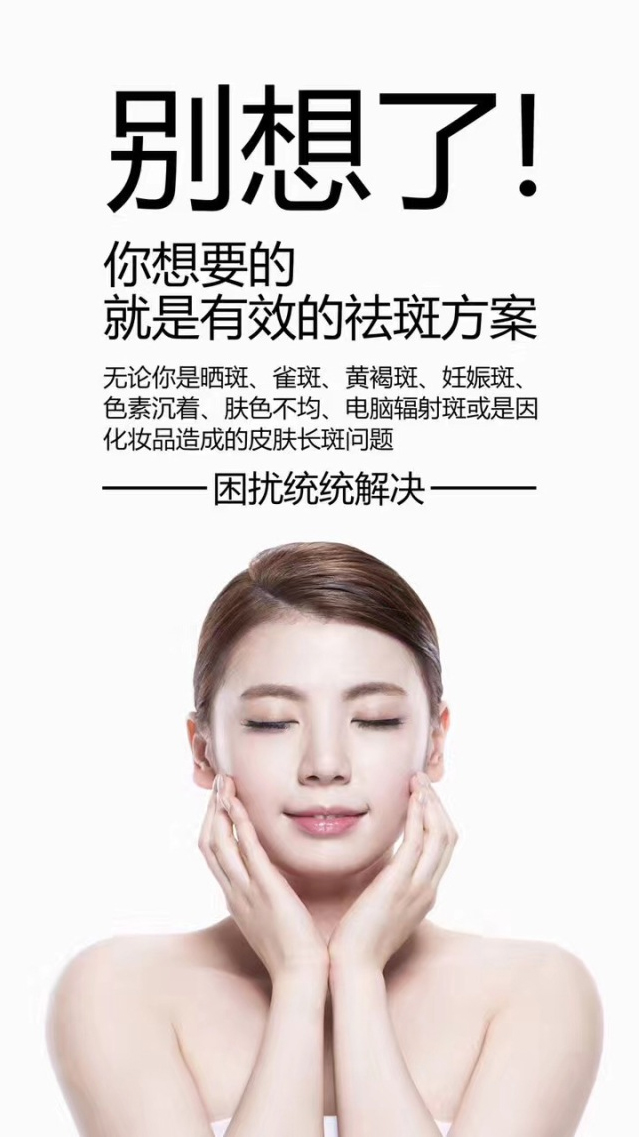 别想了!
你想要的
就是有效的祛斑方案
无论你是晒斑、雀斑、黄褐斑、妊娠斑、
色素沉着、肤色不均、电脑辐射斑或是因
化妆品造成的皮肤长斑问题
困扰统统解决